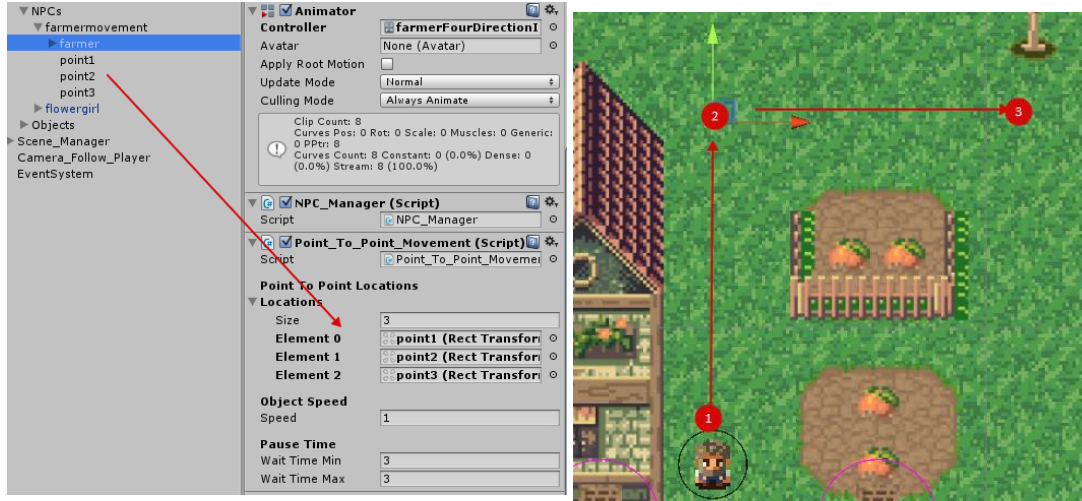 NPCs
farmermovement
farmer
point1
point2
point3
flowergirl
Objects
Scene_Manager
Camera_Follow_Player
EventSystem
Animator
Controller farmerFourDirectionI
Avatar None (Avatar)
Apply Root Motion
Update Mode Normal
Culling Mode Always Animate
Clip Count: 8
Curves Pos: 0 Rot: 0 Scale: 0 Muscles: 0 Generic:
0 PPtr: 8
Curves Count: 8 Constant: 0 (0.0%) Dense: 0
(0.0%) Stream: 8 (100.0%)
NPC_Manager (Script)
Script NPC_Manager
Point_To_Point_Movement (Script)
Script Point_To_Point_Movemen
Point To Point Locations
Locations
Size 3
Element 0 point1 (Rect Transfor
Element 1 point2 (Rect Transfor
Element 2 point3 (Rect Transfor
Object Speed
Speed 1
Pause Time
Wait Time Min 3
Wait Time Max 3
2
3
1